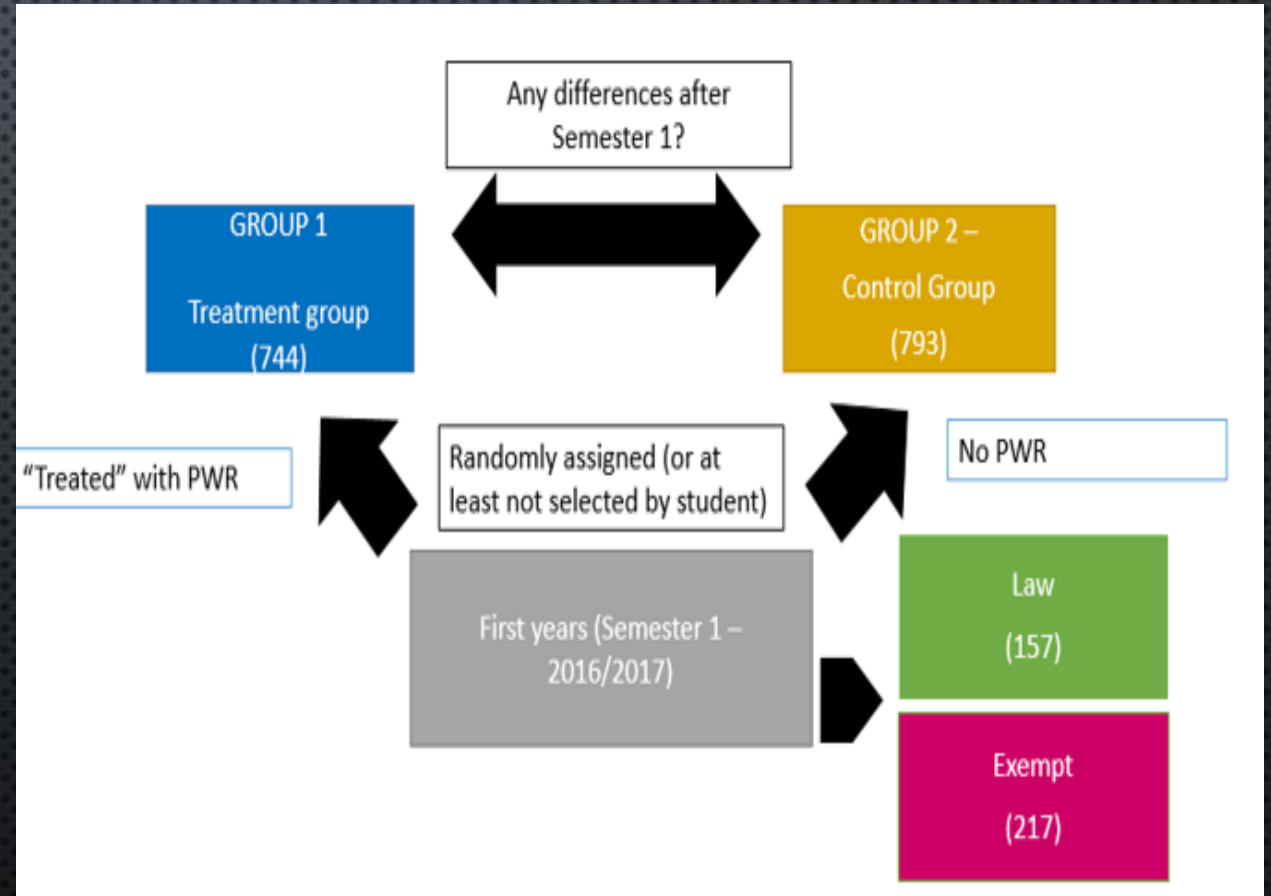 Any differences after
Semester 1?
GROUP 1
Treatment group
(744)
GROUP 2 –
Control Group
(793)
"Treated" with PWR
Randomly assigned (or at
least not selected by student)
No PWR
First years (Semester 1 –
2016/2017)
Law
(157)
Exempt
(217)